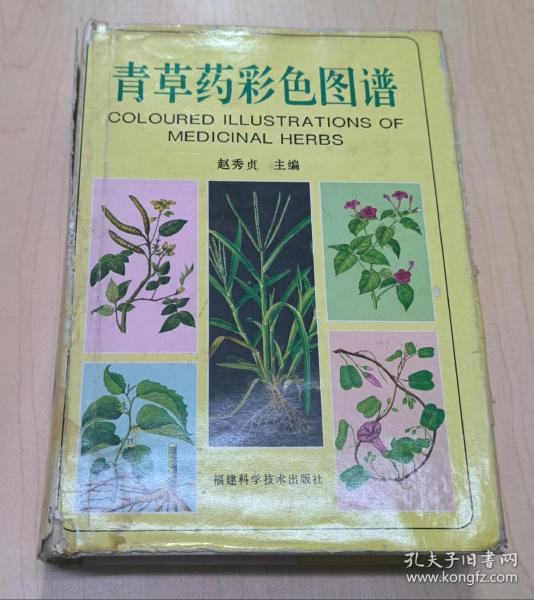 青草药彩色图谱
COLOURED ILLUSTRATIONS OF
MEDICINAL HERBS
赵秀贞 主编
福建科学技术出版社
孔夫子旧书网
www.kongfz.com